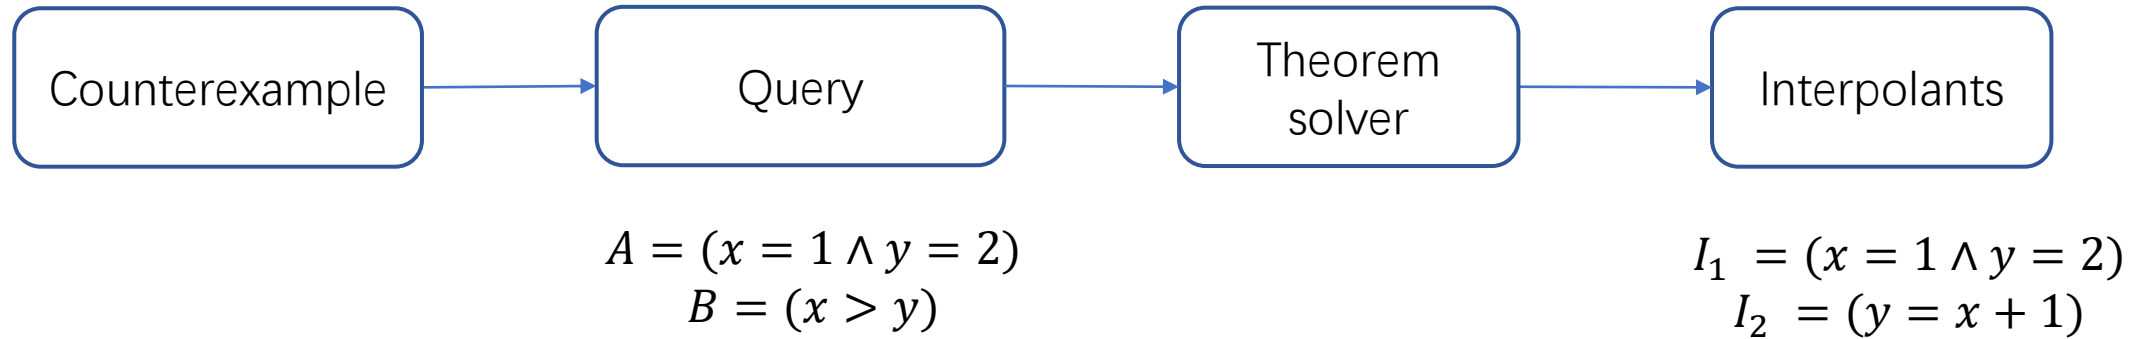 Counterexample
Query
Theorem
solver
Interpolants
A = (x = 1 ∧ y = 2)
B = (x > y)
I₁ = (x = 1 ∧ y = 2)
I₂ = (y = x + 1)